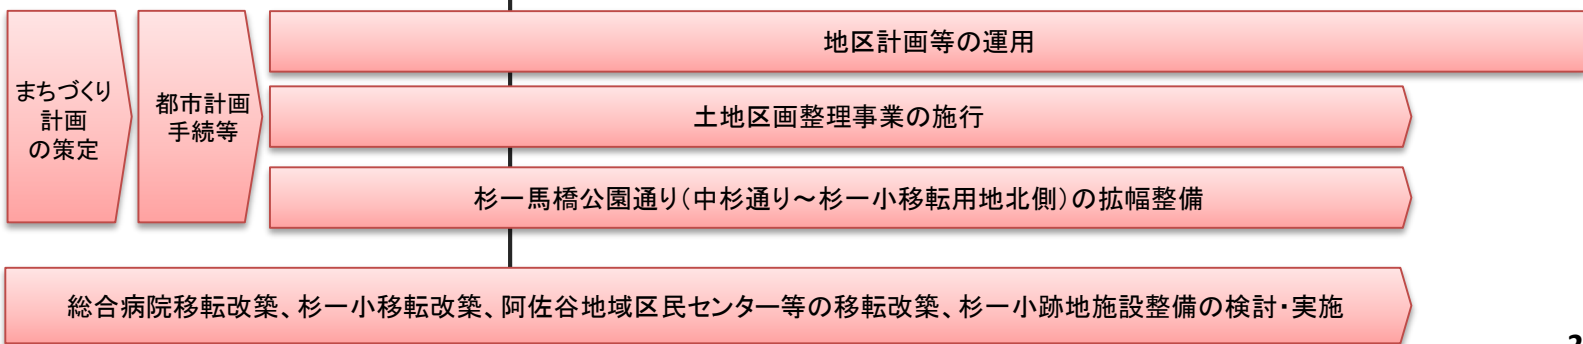 まちづくり
計画
の策定
都市計画
手続等
地区計画等の運用
土地区画整理事業の施行
杉一馬橋公園通り（中杉通り～杉一小移転用地北側）の拡幅整備
総合病院移転改築、杉一小移転改築、阿佐谷地域区民センター等の移転改築、杉一小跡地施設整備の検討・実施